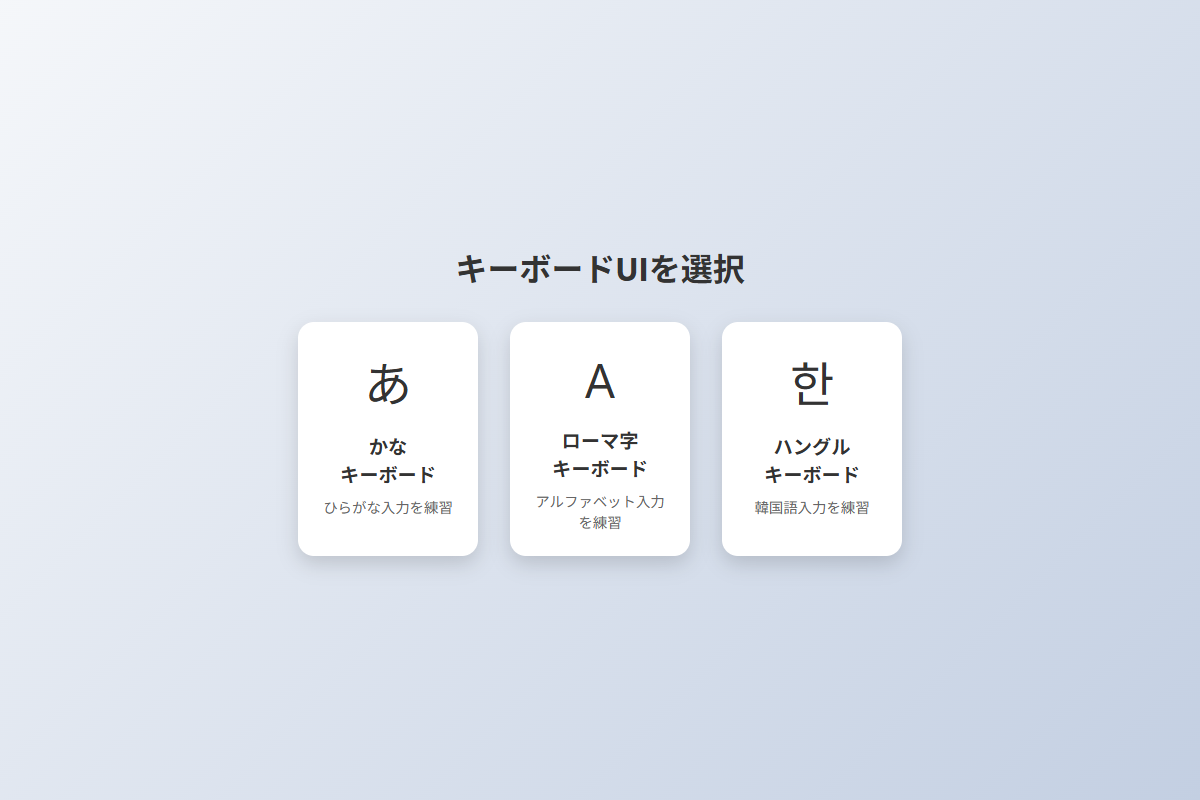 キーボードUIを選択
あ
かな
キーボード
ひらがな入力を練習
A
ローマ字
キーボード
アルファベット入力
を練習
한
ハングル
キーボード
韓国語入力を練習